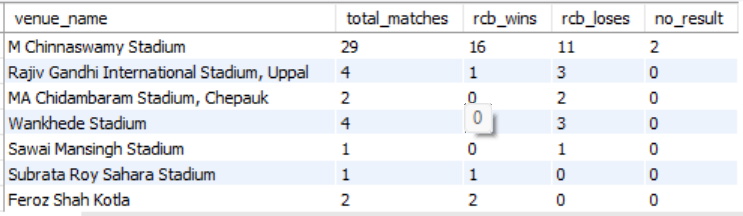 venue_name total_matches rcb_wins rcb_loses no_result
M Chinnaswamy Stadium 29 16 11 2
Rajiv Gandhi International Stadium, Uppal 4 1 3 0
MA Chidambaram Stadium, Chepauk 2 0 2 0
Wankhede Stadium 4 0 3 0
Sawai Mansingh Stadium 1 0 1 0
Subrata Roy Sahara Stadium 1 1 0 0
Feroz Shah Kotla 2 2 0 0